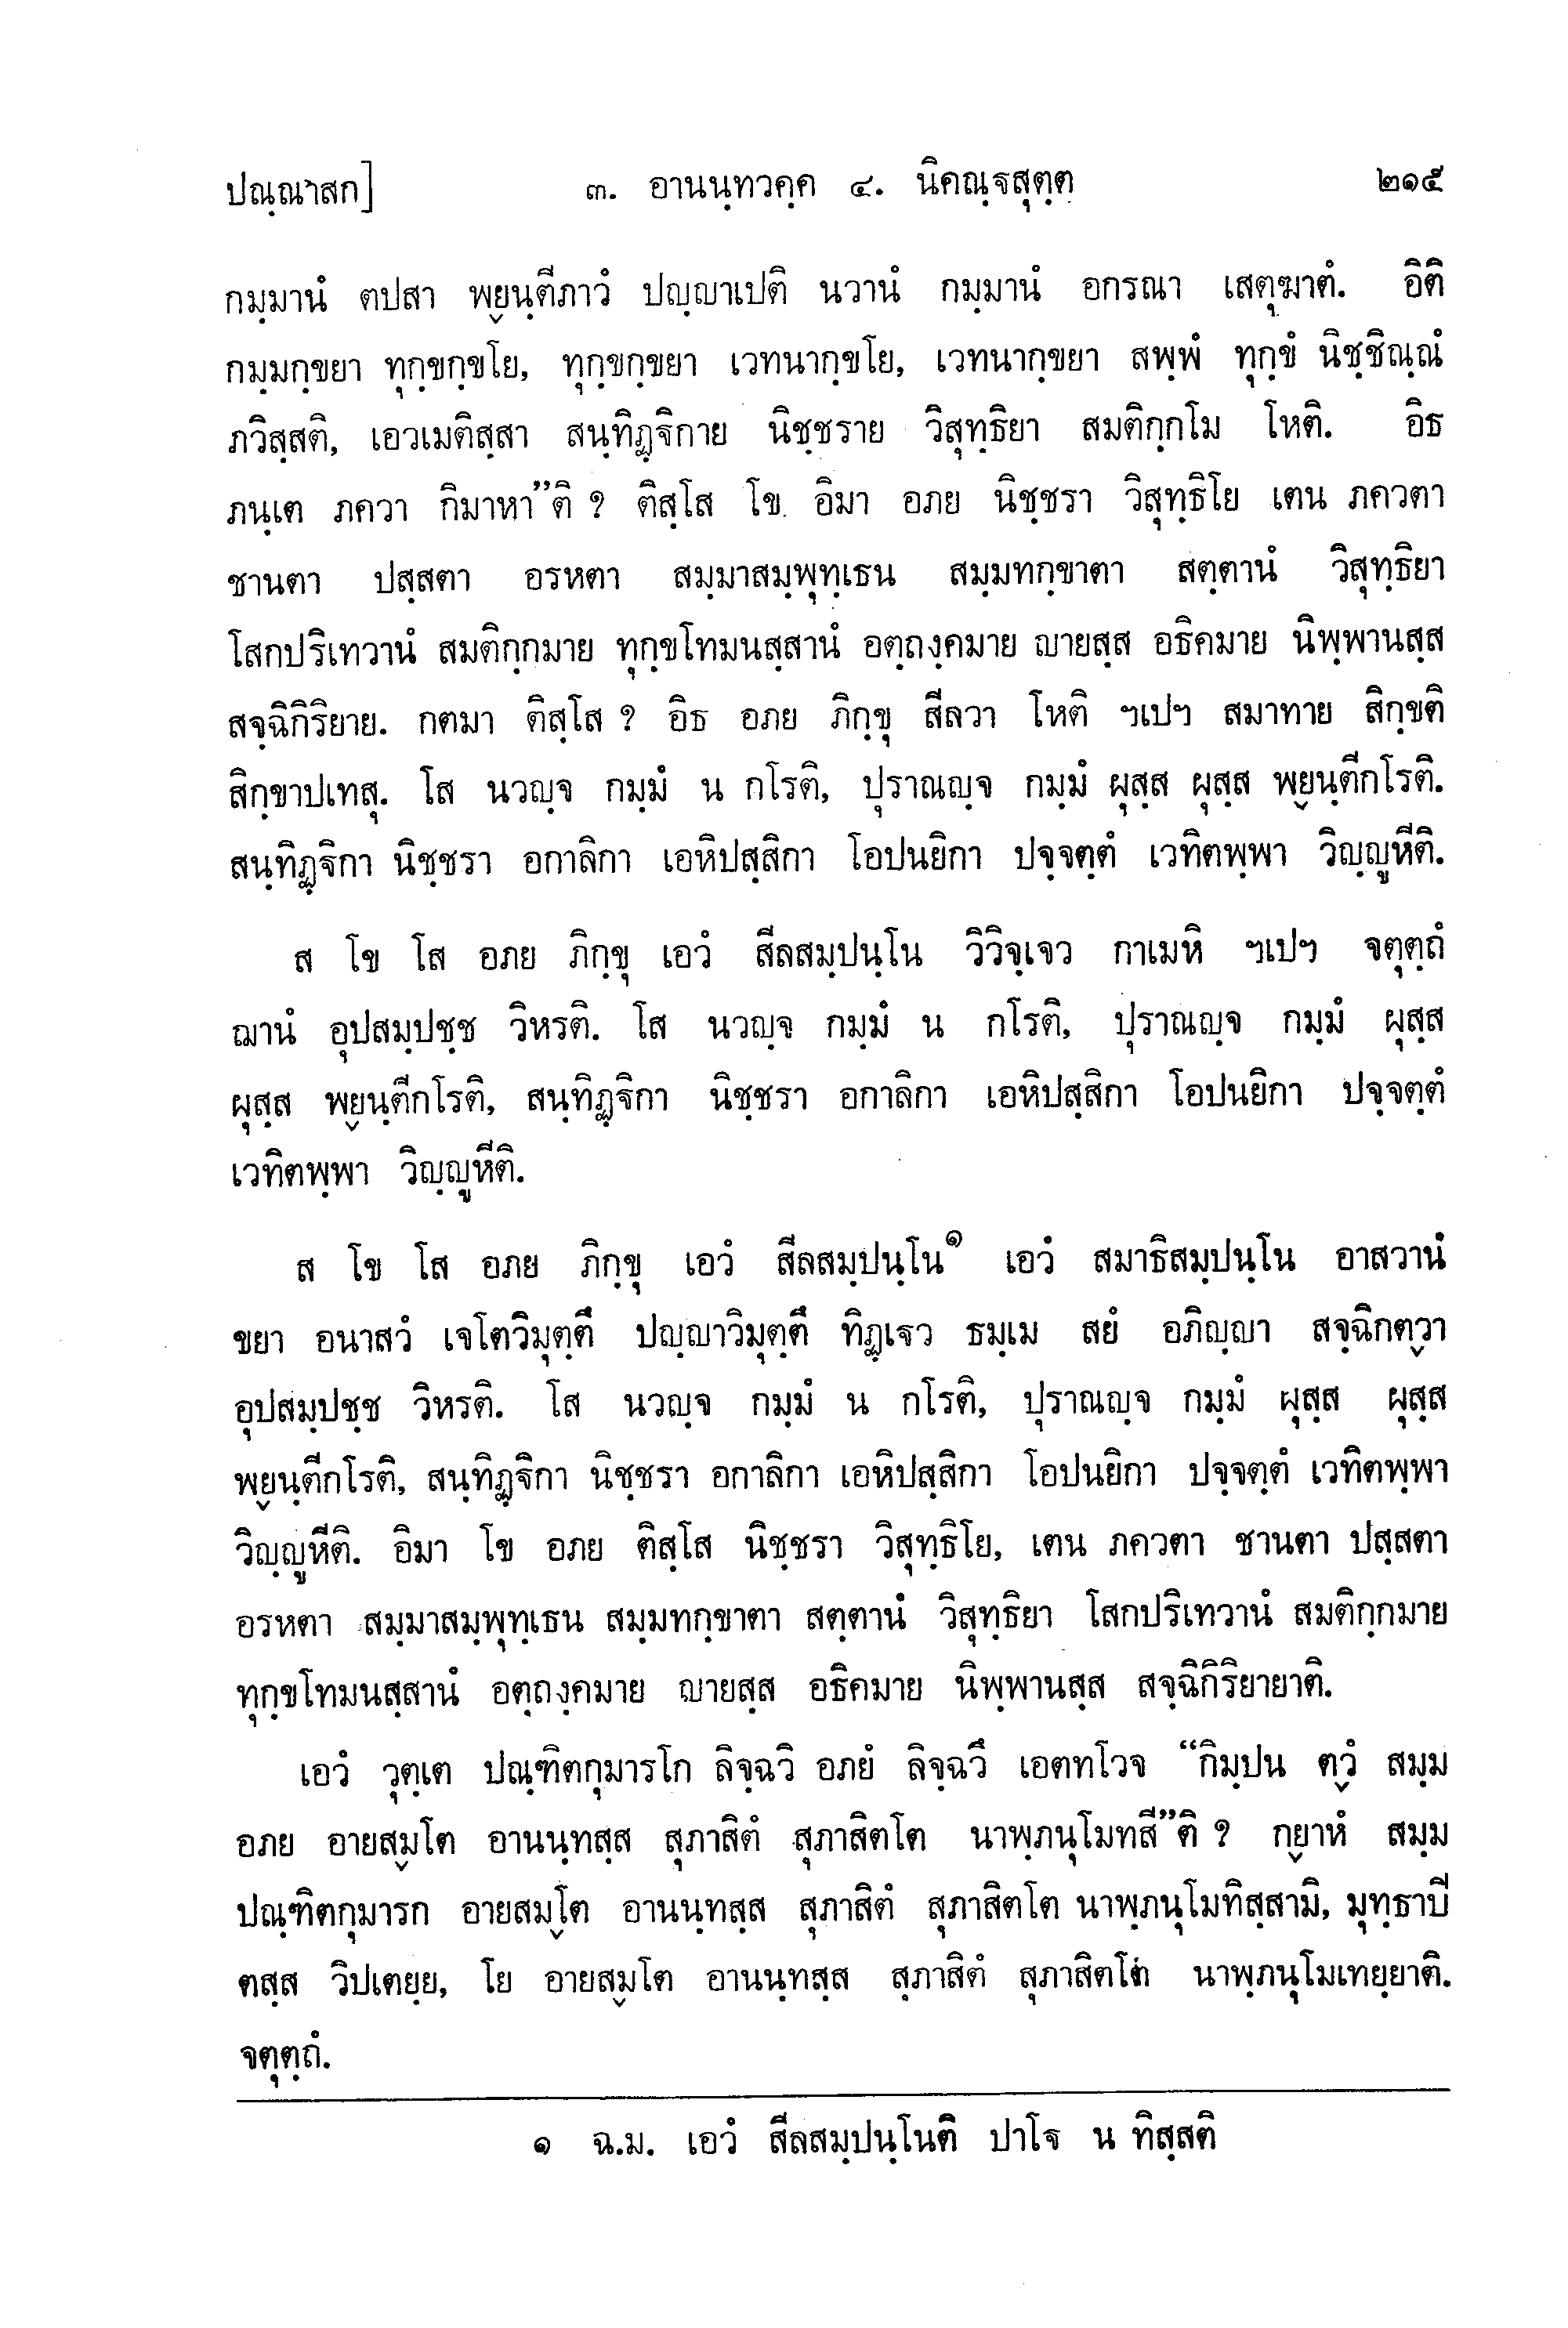 ปณฺณาสก]  ๓. อานนฺทวคฺค ๔. นิคณฺฐสุตฺต  ๒๑๕
กมฺมานํ ตปสา พฺยนฺตีภาวํ ปญฺญาเปติ นวานํ กมฺมานํ อกรณา เสตุฆาตํ. อิติ
กมฺมกฺขยา ทุกฺขกฺขโย, ทุกฺขกฺขยา เวทนากฺขโย, เวทนากฺขยา สพฺพํ ทุกฺขํ นิชฺชิณฺณํ
ภวิสฺสติ, เอวเมติสฺสา สนฺทิฏฺฐิกาย นิชฺชราย วิสุทฺธิยา สมติกฺกโม โหติ. อิธ
ภนฺเต ภควา กิมาหา”ติ ? ติสฺโส โข อิมา อภย นิชฺชรา วิสุทฺธิโย เตน ภควตา
ชานตา ปสฺสตา อรหตา สมฺมาสมฺพุทฺเธน สมฺมทกฺขาตา สตฺตานํ วิสุทฺธิยา
โสกปริเทวานํ สมติกฺกมาย ทุกฺขโทมนสฺสานํ อตฺถงฺคมาย ญายสฺส อธิคมาย นิพฺพานสฺส
สจฺฉิกิริยาย. กตมา ติสฺโส ? อิธ อภย ภิกฺขุ สีลวา โหติ ฯเปฯ สมาทาย สิกฺขติ
สิกฺขาปเทสุ. โส นวญฺจ กมฺมํ น กโรติ, ปุราณญฺจ กมฺมํ ผุสฺส ผุสฺส พฺยนฺตีกโรติ.
สนฺทิฏฺฐิกา นิชฺชรา อกาลิกา เอหิปสฺสิกา โอปนยิกา ปจฺจตฺตํ เวทิตพฺพา วิญฺญูหีติ.
ส โข โส อภย ภิกฺขุ เอวํ สีลสมฺปนฺโน วิวิจฺเจว กาเมหิ ฯเปฯ จตุตฺถํ
ฌานํ อุปสมฺปชฺช วิหรติ. โส นวญฺจ กมฺมํ น กโรติ, ปุราณญฺจ กมฺมํ ผุสฺส
ผุสฺส พฺยนฺตีกโรติ, สนฺทิฏฺฐิกา นิชฺชรา อกาลิกา เอหิปสฺสิกา โอปนยิกา ปจฺจตฺตํ
เวทิตพฺพา วิญฺญูหีติ.
ส โข โส อภย ภิกฺขุ เอวํ สีลสมฺปนฺโน๑ เอวํ สมาธิสมฺปนฺโน อาสวานํ
ขยา อนาสวํ เจโตวิมุตฺตึ ปญฺญาวิมุตฺตึ ทิฏฺเฐว ธมฺเม สยํ อภิญฺญา สจฺฉิกตฺวา
อุปสมฺปชฺช วิหรติ. โส นวญฺจ กมฺมํ น กโรติ, ปุราณญฺจ กมฺมํ ผุสฺส ผุสฺส
พฺยนฺตีกโรติ, สนฺทิฏฺฐิกา นิชฺชรา อกาลิกา เอหิปสฺสิกา โอปนยิกา ปจฺจตฺตํ เวทิตพฺพา
วิญฺญูหีติ. อิมา โข อภย ติสฺโส นิชฺชรา วิสุทฺธิโย, เตน ภควตา ชานตา ปสฺสตา
อรหตา สมฺมาสมฺพุทฺเธน สมฺมทกฺขาตา สตฺตานํ วิสุทฺธิยา โสกปริเทวานํ สมติกฺกมาย
ทุกฺขโทมนสฺสานํ อตฺถงฺคมาย ญายสฺส อธิคมาย นิพฺพานสฺส สจฺฉิกิริยายาติ.
เอวํ วุตฺเต ปณฺฑิตกุมารโก ลิจฺฉวิ อภยํ ลิจฺฉวึ เอตทโวจ “กิมฺปน ตฺวํ สมฺม
อภย อายสฺมโต อานนฺทสฺส สุภาสิตํ สุภาสิตโต นาพฺภนุโมทสี”ติ ? กฺยาหํ สมฺม
ปณฺฑิตกุมารก อายสฺมโต อานนฺทสฺส สุภาสิตํ สุภาสิตโต นาพฺภนุโมทิสฺสามิ, มุทฺธาปิ
ตสฺส วิปเตยฺย, โย อายสฺมโต อานนฺทสฺส สุภาสิตํ สุภาสิตโต นาพฺภนุโมเทยฺยาติ.
จตุตฺถํ.
๑ ฉ.ม. เอวํ สีลสมฺปนฺโนติ ปาโฐ น ทิสฺสติ